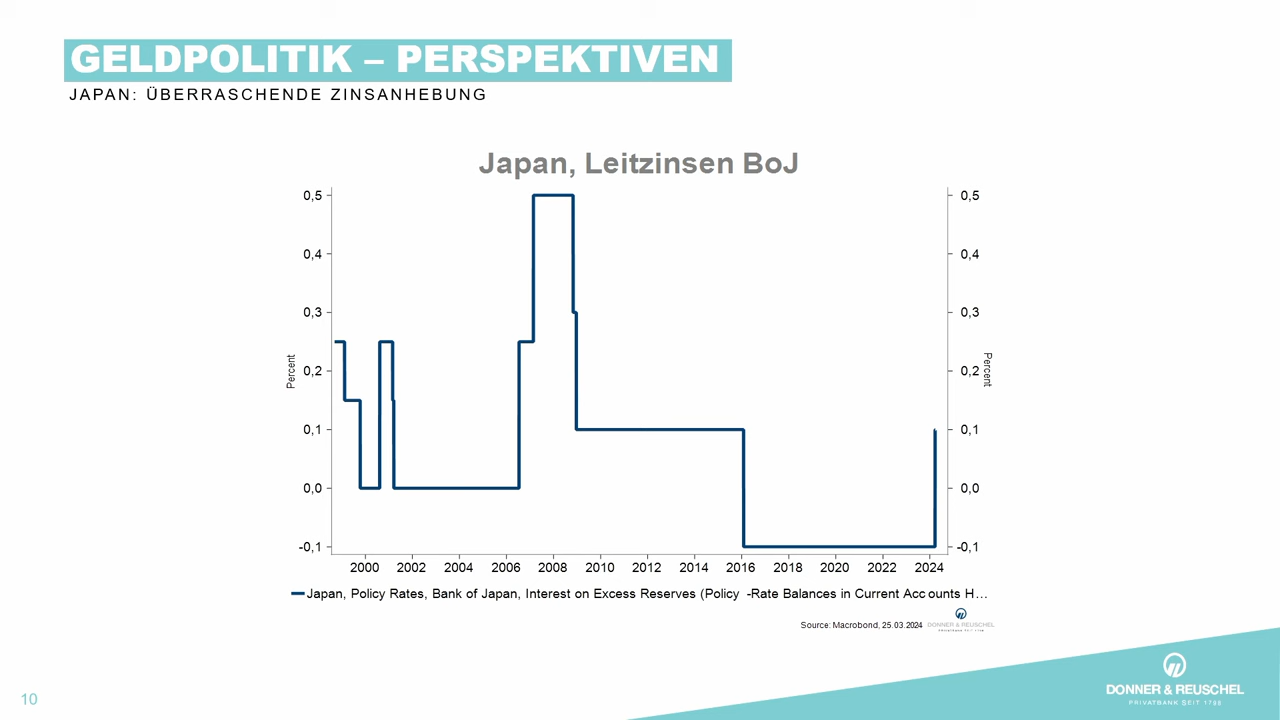 GELDPOLITIK – PERSPEKTIVEN
JAPAN: ÜBERRASCHENDE ZINSANHEBUNG
Japan, Leitzinsen BoJ
0,5 0,5
0,4 0,4
0,3 0,3
0,2 0,2
0,1 0,1
0,0 0,0
-0,1 -0,1
Percent
Percent
2000 2002 2004 2006 2008 2010 2012 2014 2016 2018 2020 2022 2024
Japan, Policy Rates, Bank of Japan, Interest on Excess Reserves (Policy -Rate Balances in Current Accounts H...
Source: Macrobond, 25.03.2024
DONNER & REUSCHEL
10
DONNER & REUSCHEL
PRIVATBANK SEIT 1798